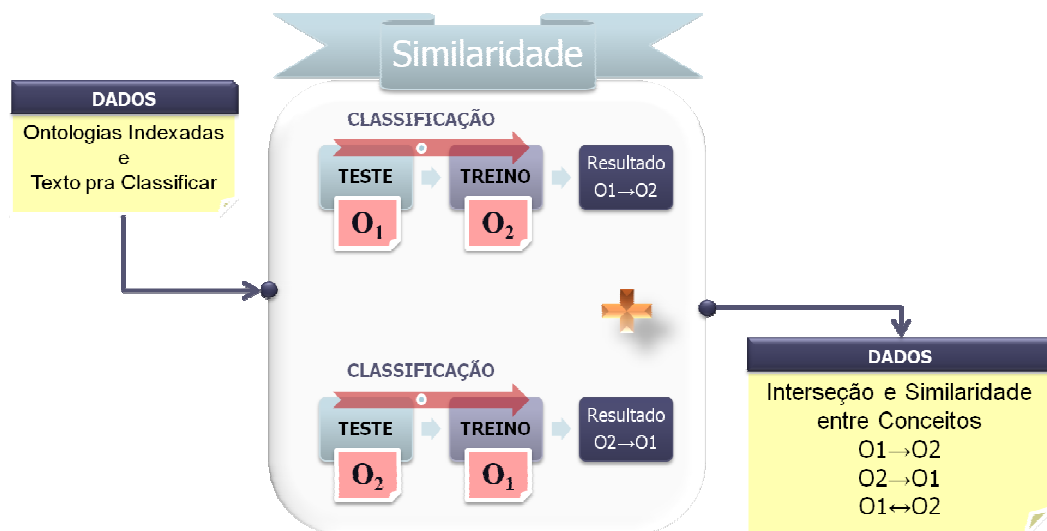 Similaridade
DADOS
Ontologias Indexadas
e
Texto pra Classificar
CLASSIFICAÇÃO
TESTE
TREINO
Resultado
O1→O2
O₁
O₂
CLASSIFICAÇÃO
TESTE
TREINO
Resultado
O2→O1
O₂
O₁
DADOS
Interseção e Similaridade
entre Conceitos
O1→O2
O2→O1
O1↔O2